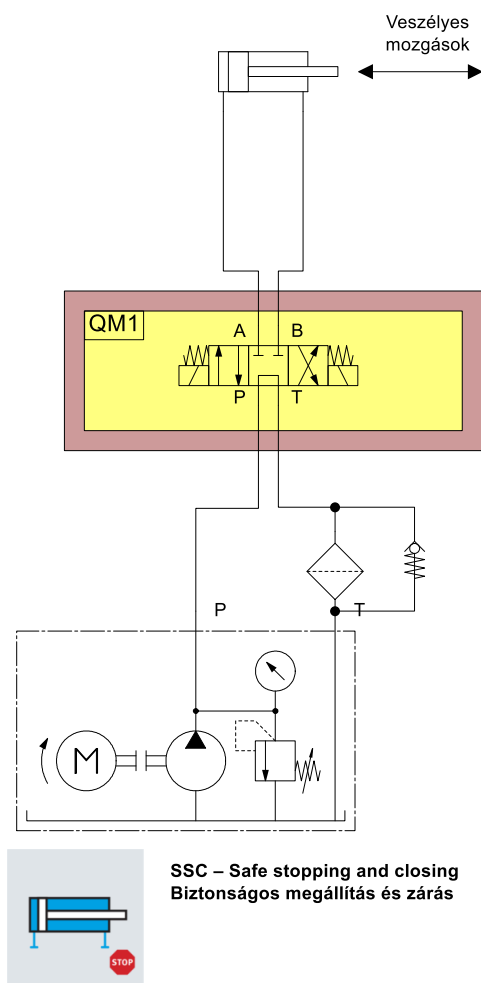 Veszélyes
mozgások
QM1
A B
P T
P T
M
SSC – Safe stopping and closing
Biztonságos megállítás és zárás
STOP